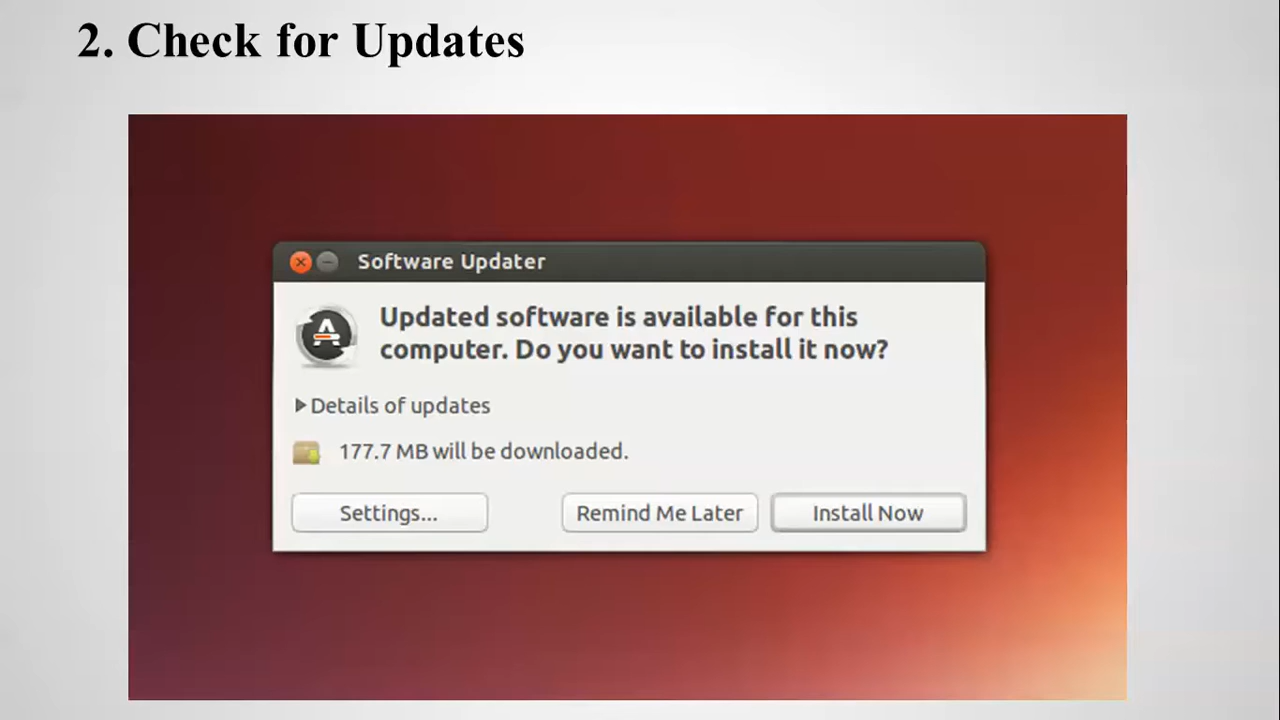 2. Check for Updates
Software Updater
Updated software is available for this
computer. Do you want to install it now?
Details of updates
177.7 MB will be downloaded.
Settings...
Remind Me Later
Install Now